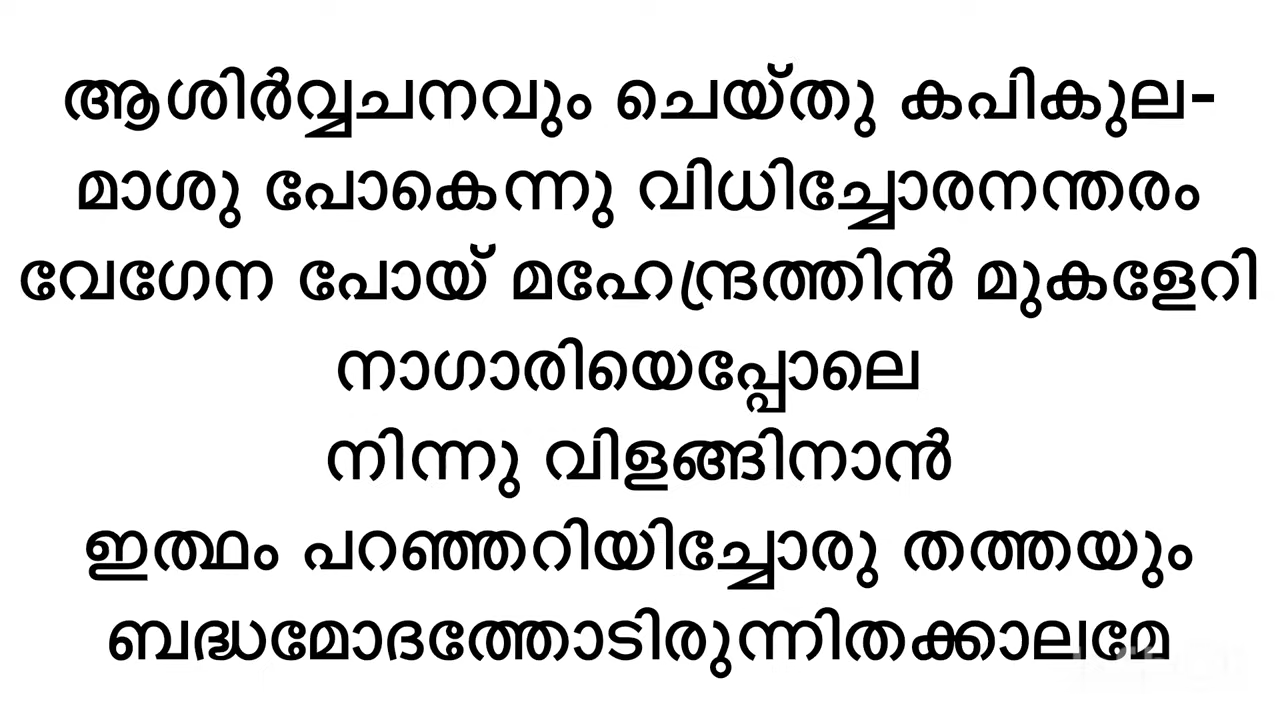 ആശിർവ്വചനവും ചെയ്തു കപികുല-
മാശു പോകെന്നു വിധിച്ചോരനന്തരം
വേഗേന പോയ് മഹേന്ദ്രത്തിൻ മുകളേറി
നാഗാരിയെപ്പോലെ
നിന്നു വിളങ്ങിനാൻ
ഇത്ഥം പറഞ്ഞറിയിച്ചോരു തത്തയും
ബദ്ധമോദത്തോടിരുന്നിതക്കാലമേ